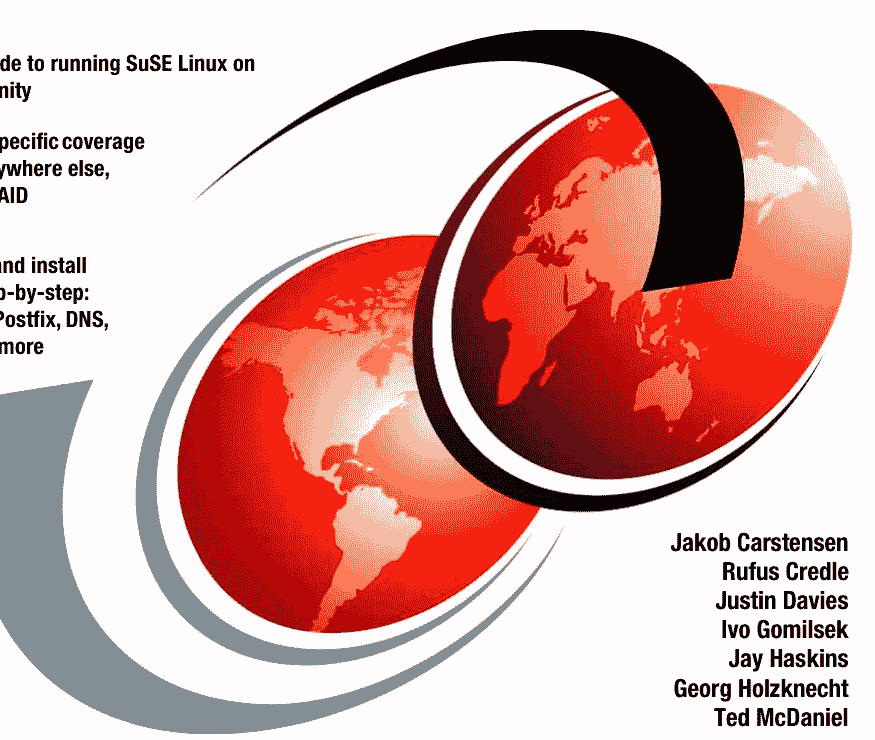 de to running SuSE Linux on
nity
pecific coverage
ywhere else,
AID
and install
p-by-step:
Postfix, DNS,
more
Jakob Carstensen
Rufus Credle
Justin Davies
Ivo Gomilsek
Jay Haskins
Georg Holzknecht
Ted McDaniel